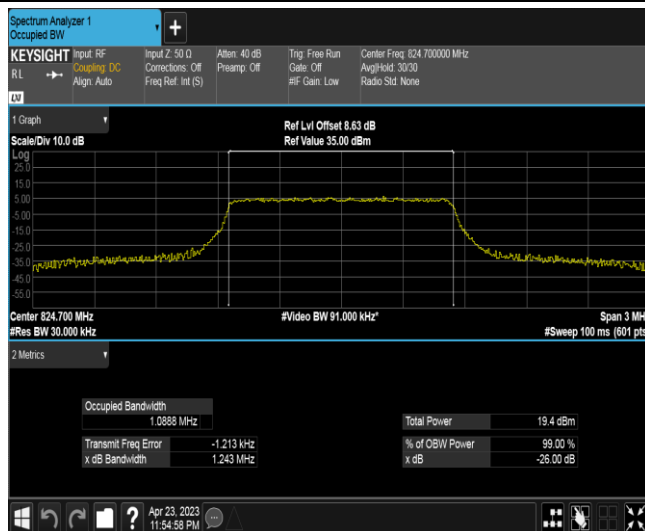 Spectrum Analyzer 1
Occupied BW
KEYSIGHT Input: RF Input Z: 50 Ω Atten: 40 dB Trig: Free Run Center Freq: 824.700000 MHz
RL Coupling: DC Corrections: Off Preamp: Off Gate: Off Avg|Hold: 30/30
Align: Auto Freq Ref: Int (S) #IF Gain: Low Radio Std: None
LXI
1 Graph
Ref Lvl Offset 8.63 dB
Scale/Div 10.0 dB Ref Value 35.00 dBm
Log
25.0
15.0
5.00
-5.00
-15.0
-25.0
-35.0
-45.0
-55.0
Center 824.700 MHz #Video BW 91.000 kHz* Span 3 MH
#Res BW 30.000 kHz #Sweep 100 ms (601 pts
2 Metrics
Occupied Bandwidth
1.0888 MHz Total Power 19.4 dBm
Transmit Freq Error -1.213 kHz % of OBW Power 99.00 %
x dB Bandwidth 1.243 MHz x dB -26.00 dB
? Apr 23, 2023
11:54:58 PM